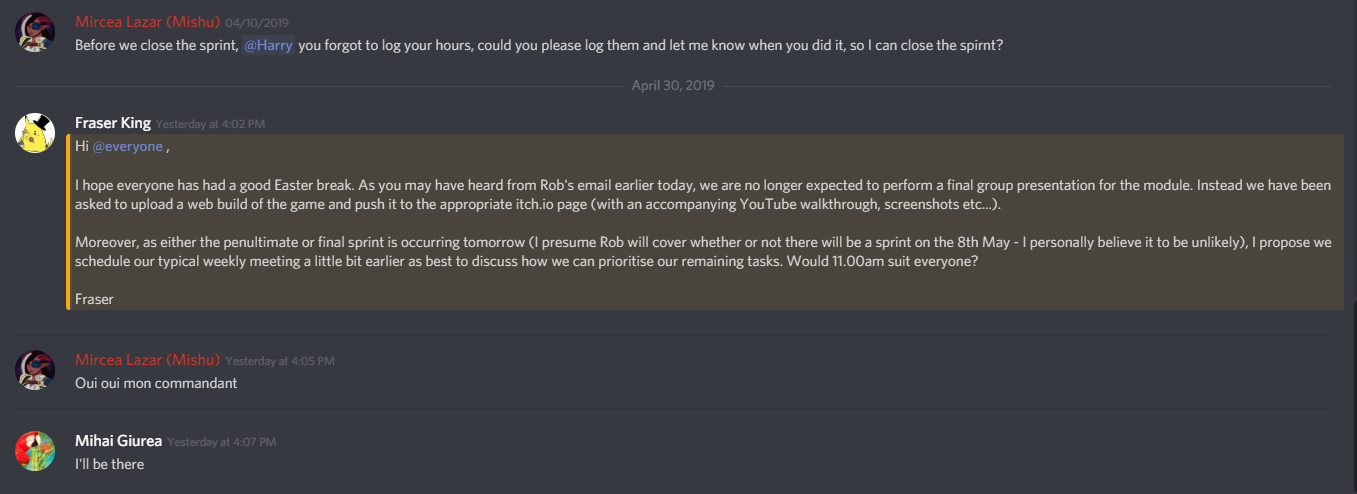 Mircea Lazar (Mishu) 04/10/2019
Before we close the sprint, @Harry you forgot to log your hours, could you please log them and let me know when you did it, so I can close the spirnt?
April 30, 2019
Fraser King Yesterday at 4:02 PM
Hi @everyone ,
I hope everyone has had a good Easter break. As you may have heard from Rob's email earlier today, we are no longer expected to perform a final group presentation for the module. Instead we have been
asked to upload a web build of the game and push it to the appropriate itch.io page (with an accompanying YouTube walkthrough, screenshots etc...).
Moreover, as either the penultimate or final sprint is occurring tomorrow (I presume Rob will cover whether or not there will be a sprint on the 8th May - I personally believe it to be unlikely), I propose we
schedule our typical weekly meeting a little bit earlier as best to discuss how we can prioritise our remaining tasks. Would 11.00am suit everyone?
Fraser
Mircea Lazar (Mishu) Yesterday at 4:05 PM
Oui oui mon commandant
Mihai Giurea Yesterday at 4:07 PM
I'll be there